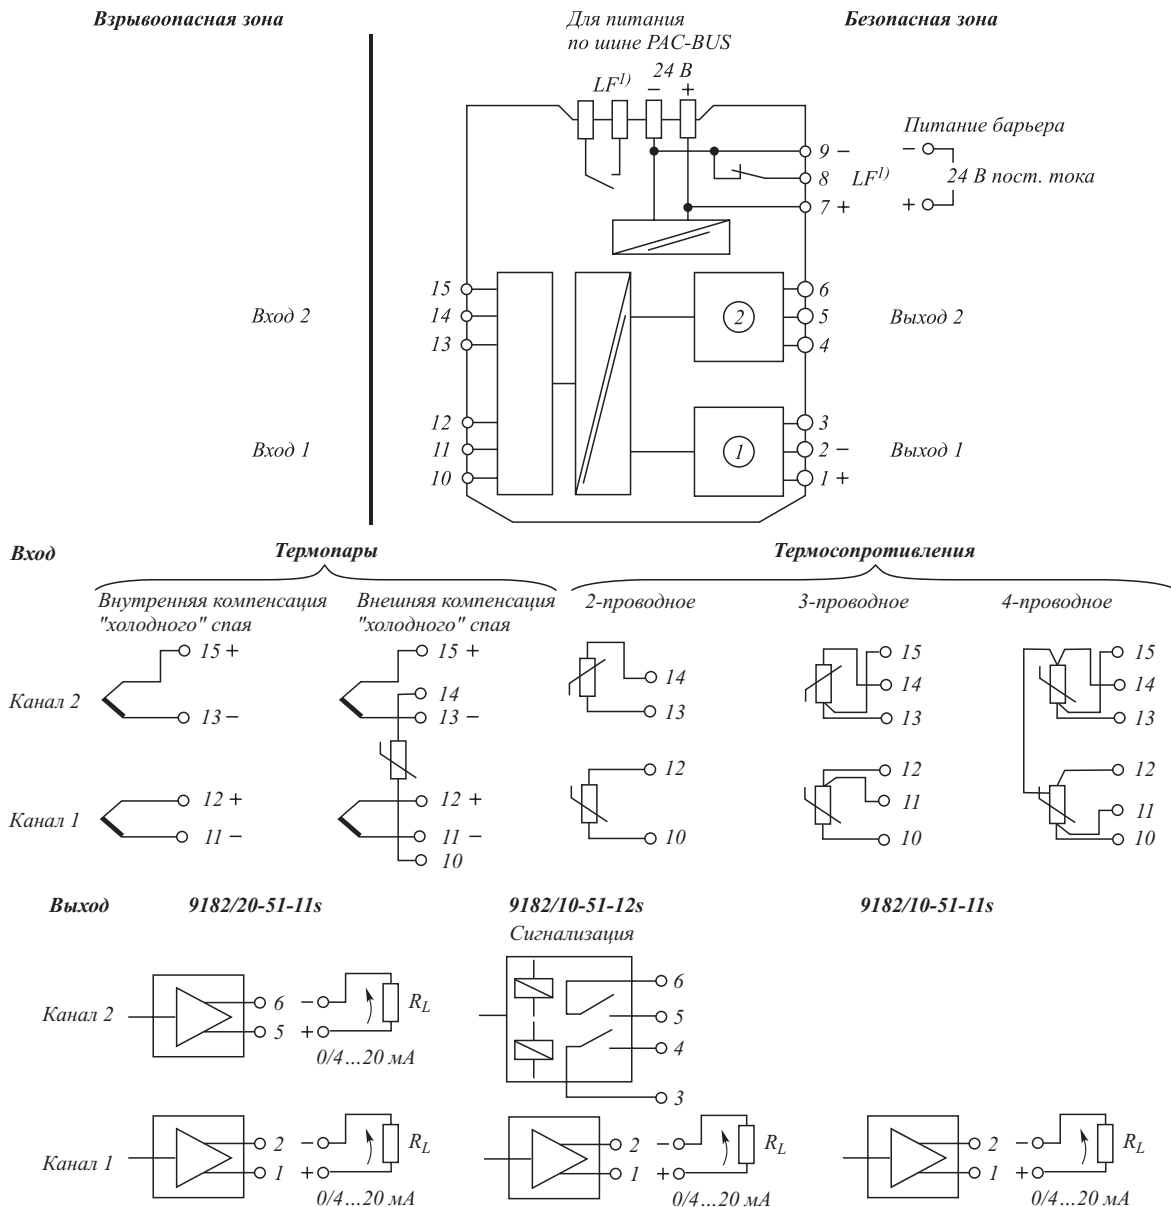 Взрывоопасная зона
Для питания
по шине PAC-BUS
Безопасная зона
LF1)
24 В
− +
Питание барьера
9 −
−
8
LF1)
24 В пост. тока
7 +
+
15
6
Вход 2
14
2
5
Выход 2
13
4
12
3
Вход 1
11
1
2 −
Выход 1
10
1 +
Вход
Термопары
Термосопротивления
Внутренняя компенсация
"холодного" спая
Внешняя компенсация
"холодного" спая
2-проводное
3-проводное
4-проводное
Канал 2
15 +
13 −
15 +
14
13 −
14
13
15
14
13
15
14
13
Канал 1
12 +
11 −
12 +
11 −
10
12
10
12
11
10
12
11
10
Выход
9182/20-51-11s
9182/10-51-12s
9182/10-51-11s
Сигнализация
Канал 2
6
−
RL
5
+
0/4...20 мА
6
5
4
3
Канал 1
2
−
RL
1
+
0/4...20 мА
2
−
RL
1
+
0/4...20 мА
2
−
RL
1
+
0/4...20 мА